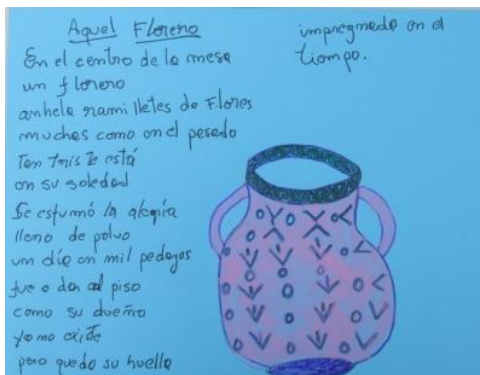 Aquel Florero
En el centro de la mesa
un florero
anhela ramilletes de Flores
muchas como en el pasado
Tan triste está
en su soledad
Se esfumó la alegría
lleno de polvo
un día en mil pedazos
fue a dar al piso
como su dueño
ya no existe
pero quedo su huella
impregnada en el
tiempo.